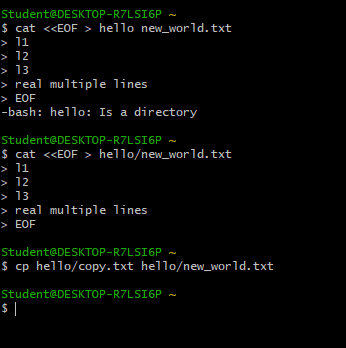 Student@DESKTOP-R7LSI6P ~
$ cat <<EOF > hello new_world.txt
> l1
> l2
> l3
> real multiple lines
> EOF
-bash: hello: Is a directory
Student@DESKTOP-R7LSI6P ~
$ cat <<EOF > hello/new_world.txt
> l1
> l2
> l3
> real multiple lines
> EOF
Student@DESKTOP-R7LSI6P ~
$ cp hello/copy.txt hello/new_world.txt
Student@DESKTOP-R7LSI6P ~
$